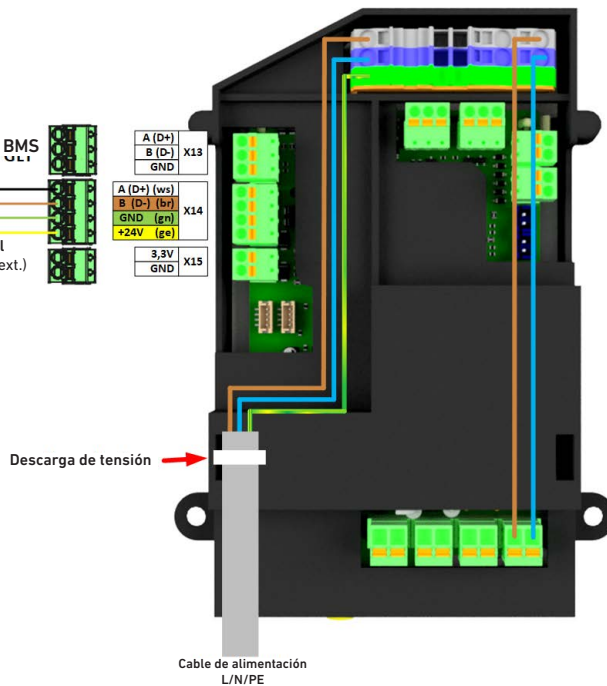 BMS
A (D+)
B (D-)
GND
X13
A (D+) (ws)
B (D-) (br)
GND (gn)
+24V (ge)
X14
l
ext.)
3,3V
GND
X15
Descarga de tensión
Cable de alimentación
L/N/PE